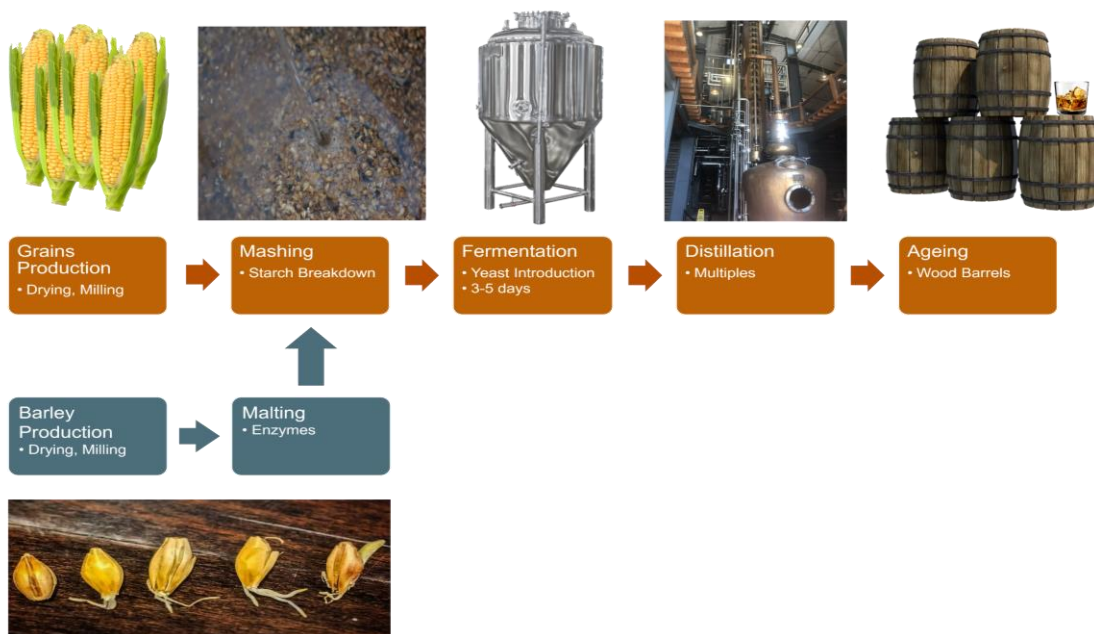 Grains
Production
• Drying, Milling
Mashing
• Starch Breakdown
Fermentation
• Yeast Introduction
• 3-5 days
Distillation
• Multiples
Ageing
• Wood Barrels
Barley
Production
• Drying, Milling
Malting
• Enzymes